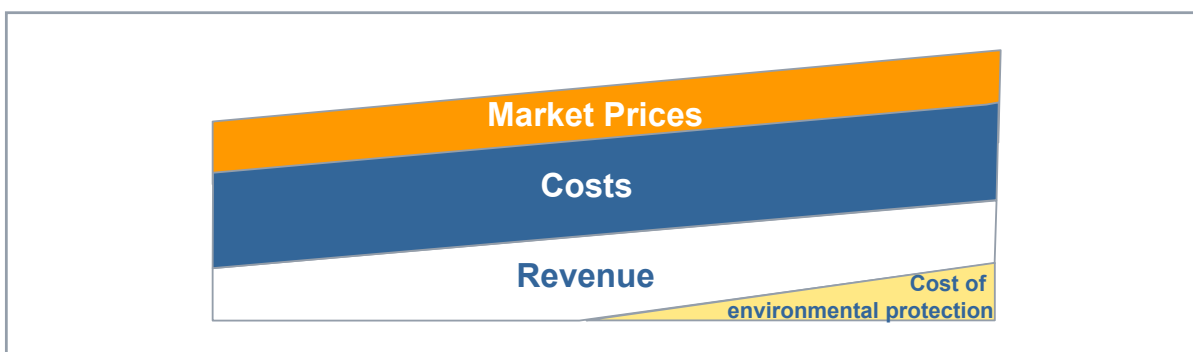 Market Prices
Costs
Revenue
Cost of
environmental protection